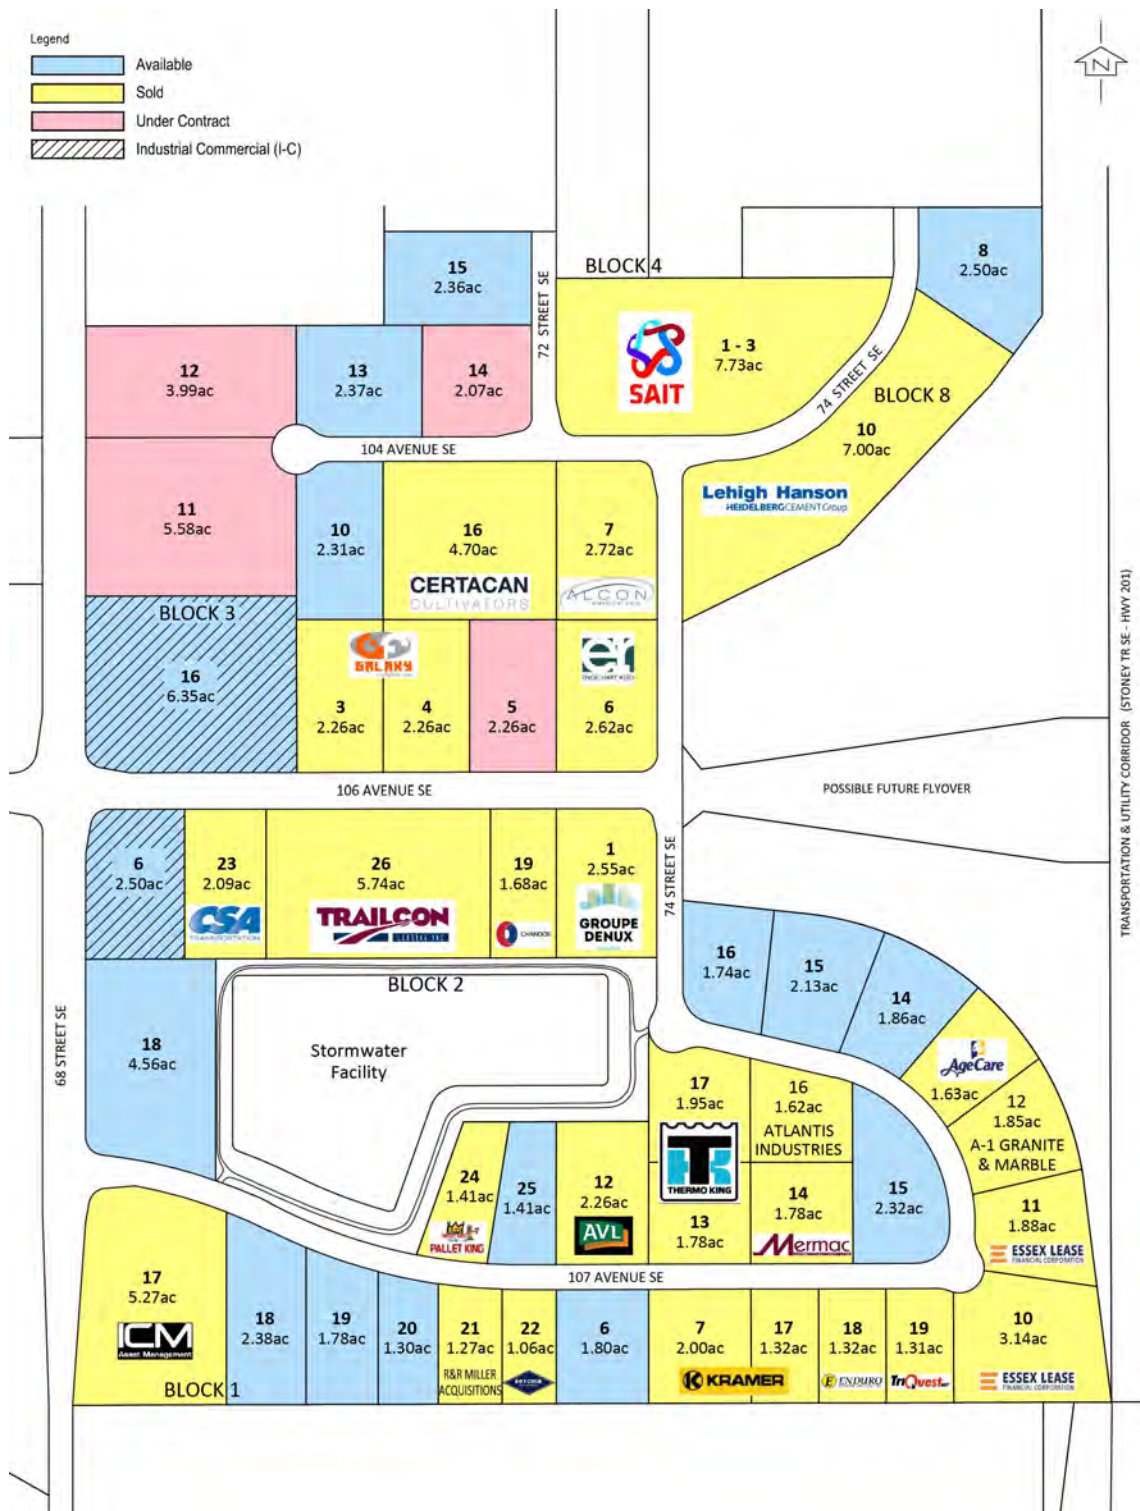 Legend
Available
Sold
Under Contract
Industrial Commercial (I-C)
N
8
2.50ac
15
2.36ac
BLOCK 4
72 STREET SE
1 - 3
7.73ac
SAIT
74 STREET SE
BLOCK 8
12
3.99ac
13
2.37ac
14
2.07ac
10
7.00ac
104 AVENUE SE
Lehigh Hanson
HEIDELBERGCEMENT Group
11
5.58ac
10
2.31ac
16
4.70ac
CERTACAN
CULTIVATORS
7
2.72ac
ALCON
BLOCK 3
16
6.35ac
GALAXY
3
2.26ac
4
2.26ac
5
2.26ac
er
6
2.62ac
106 AVENUE SE
POSSIBLE FUTURE FLYOVER
TRANSPORTATION & UTILITY CORRIDOR (STONEY TR SE - HWY 201)
6
2.50ac
23
2.09ac
CSA
TRANSPORTATION
26
5.74ac
TRAILCON
LEASING INC
19
1.68ac
CHANDOS
1
2.55ac
GROUPE
DENUX
74 STREET SE
BLOCK 2
16
1.74ac
15
2.13ac
14
1.86ac
68 STREET SE
18
4.56ac
Stormwater
Facility
AgeCare
1.63ac
17
1.95ac
THERMO KING
16
1.62ac
ATLANTIS
INDUSTRIES
12
1.85ac
A-1 GRANITE
& MARBLE
24
1.41ac
PALLET KING
25
1.41ac
12
2.26ac
AVL
13
1.78ac
14
1.78ac
Mermac
15
2.32ac
11
1.88ac
ESSEX LEASE
FINANCIAL CORPORATION
107 AVENUE SE
17
5.27ac
ICM
Asset Management
BLOCK 1
18
2.38ac
19
1.78ac
20
1.30ac
21
1.27ac
R&R MILLER
ACQUISITIONS
22
1.06ac
6
1.80ac
7
2.00ac
KRAMER
17
1.32ac
18
1.32ac
E ENDURO
19
1.31ac
TriQuest
10
3.14ac
ESSEX LEASE
FINANCIAL CORPORATION